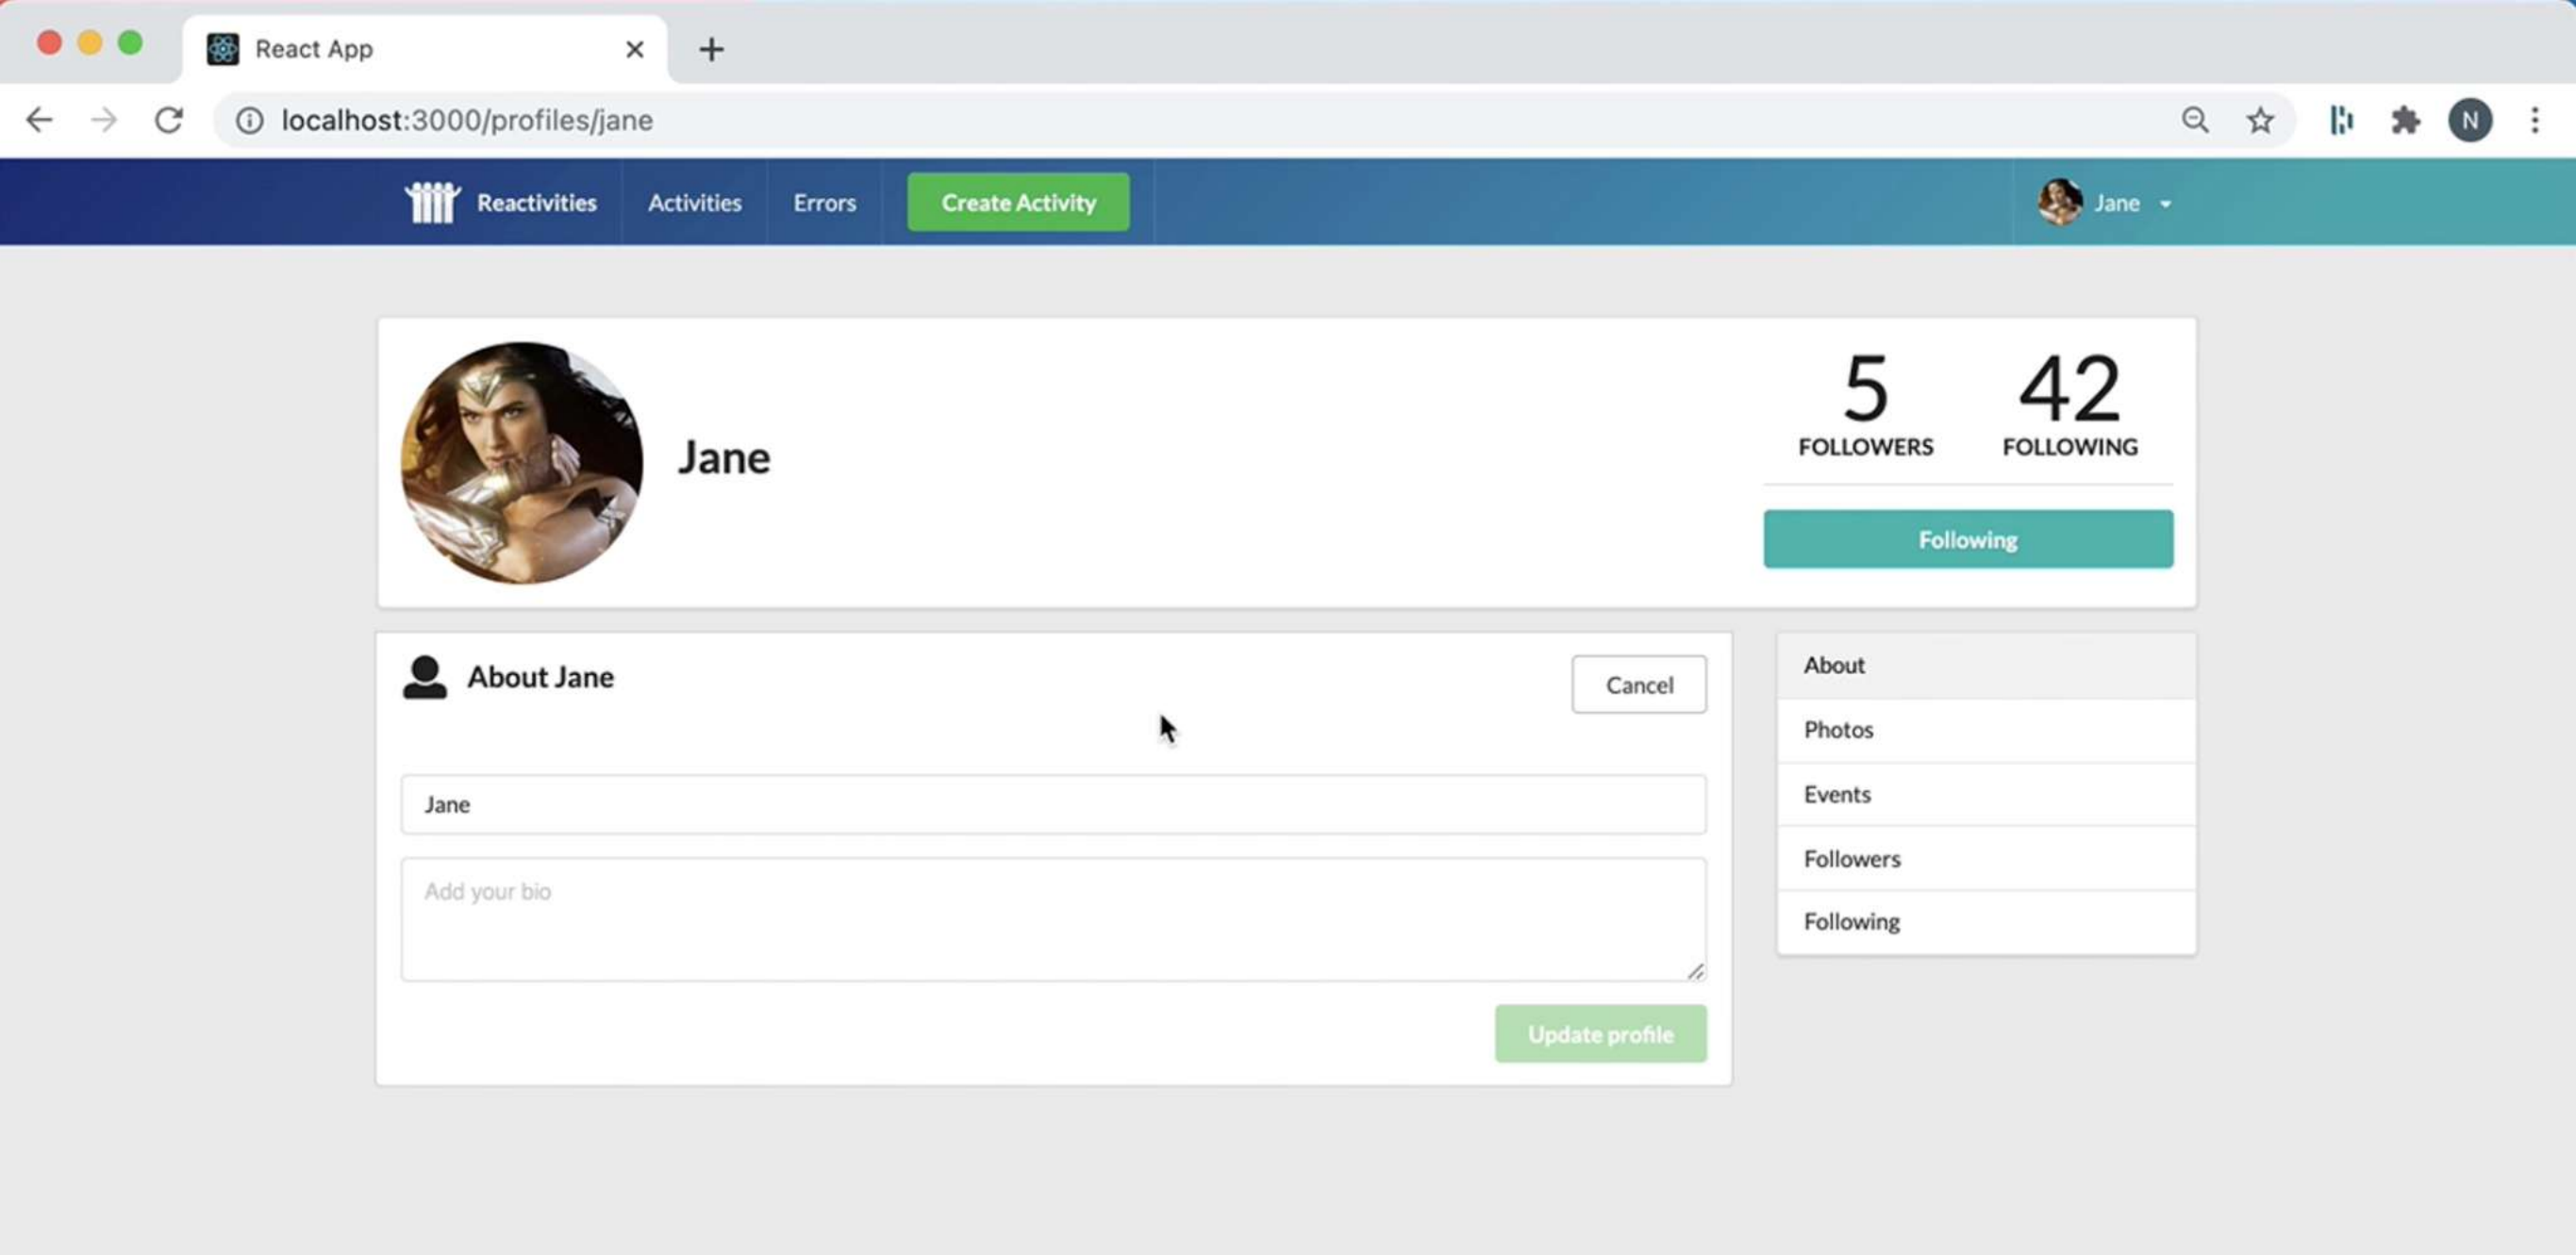 React App
localhost:3000/profiles/jane
N
Reactivities
Activities
Errors
Create Activity
Jane
Jane
5
FOLLOWERS
42
FOLLOWING
Following
About Jane
Cancel
Jane
Add your bio
Update profile
About
Photos
Events
Followers
Following